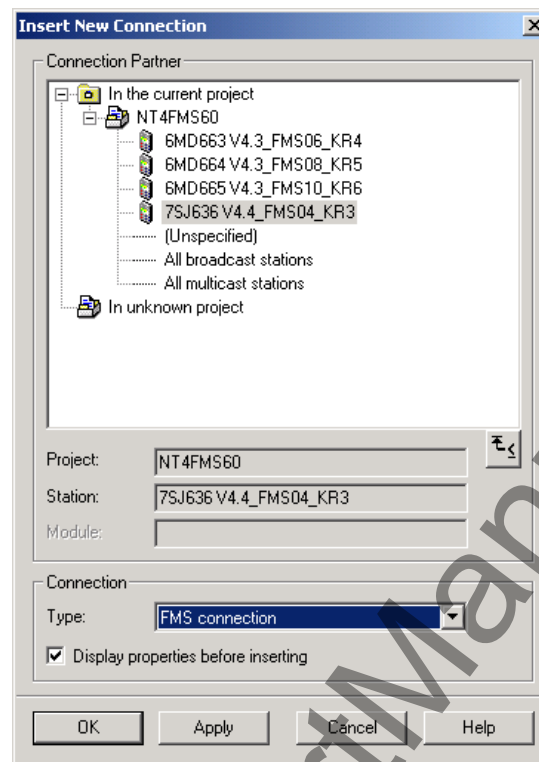 Insert New Connection
Connection Partner
In the current project
NT4FMS60
6MD663 V4.3_FMS06_KR4
6MD664 V4.3_FMS08_KR5
6MD665 V4.3_FMS10_KR6
7SJ636 V4.4_FMS04_KR3
(Unspecified)
All broadcast stations
All multicast stations
In unknown project
Project: NT4FMS60
Station: 7SJ636 V4.4_FMS04_KR3
Module:
Connection
Type: FMS connection
Display properties before inserting
OK Apply Cancel Help